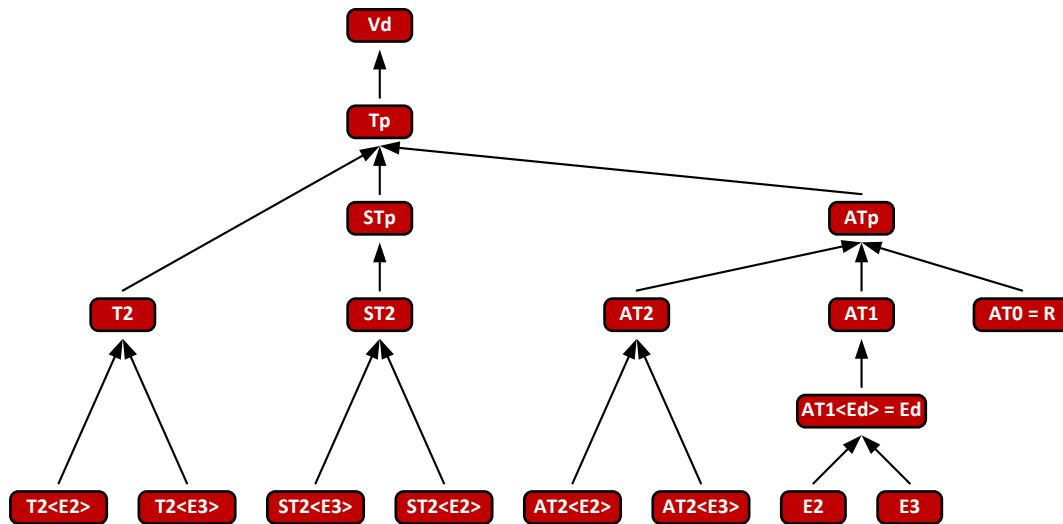 Vd
Tp
STp
ATp
T2
ST2
AT2
AT1
AT0 = R
AT1<Ed> = Ed
T2<E2>
T2<E3>
ST2<E3>
ST2<E2>
AT2<E2>
AT2<E3>
E2
E3